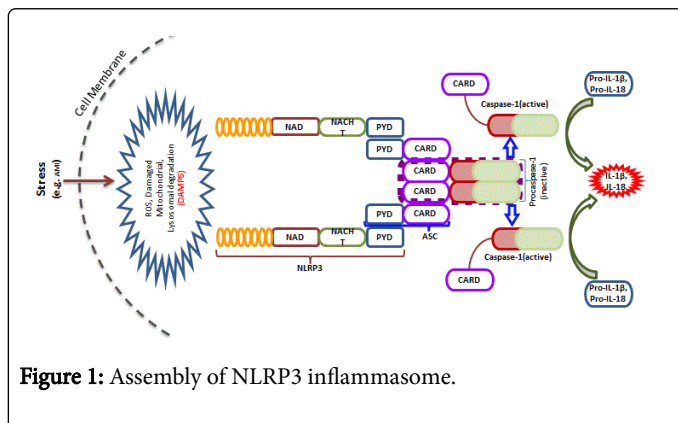 Cell Membrane
Stress
(e.g. AMI)
ROS, Damaged
Mitochondrial,
Lysosomal degradation
(DAMPS)
NAD
NACH
T
PYD
PYD
CARD
CARD
CARD
PYD
CARD
NAD
NACH
T
PYD
ASC
NLRP3
CARD
Caspase-1(active)
Procaspase-1
(inactive)
Caspase-1(active)
CARD
Pro-IL-1β,
Pro-IL-18
IL-1β,
IL-18
Pro-IL-1β,
Pro-IL-18
Figure 1: Assembly of NLRP3 inflammasome.